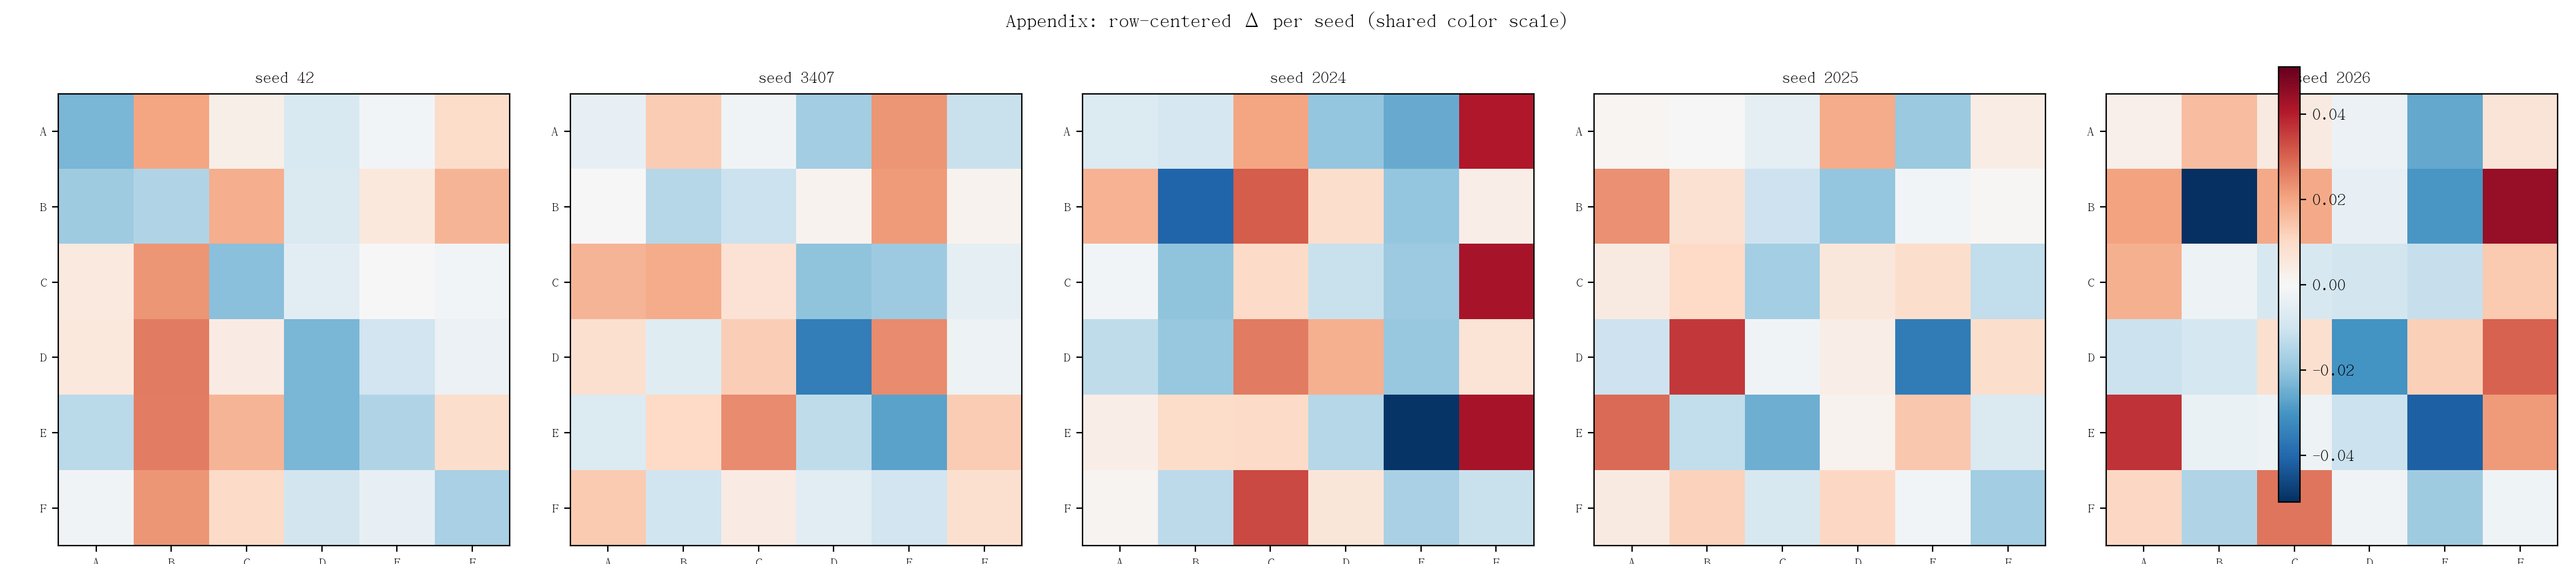 Appendix: row-centered Δ per seed (shared color scale)
seed 42
A
B
C
D
E
F
A B C D E F
seed 3407
A
B
C
D
E
F
A B C D E F
seed 2024
A
B
C
D
E
F
A B C D E F
seed 2025
A
B
C
D
E
F
A B C D E F
seed 2026
A
B
C
D
E
F
A B C D E F
0.04
0.02
0.00
-0.02
-0.04